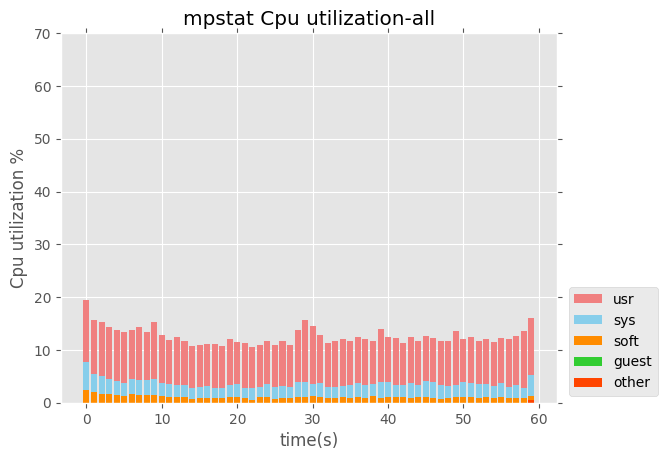 mpstat Cpu utilization-all
Cpu utilization %
70
60
50
40
30
20
10
0
0 10 20 30 40 50 60
time(s)
usr
sys
soft
guest
other